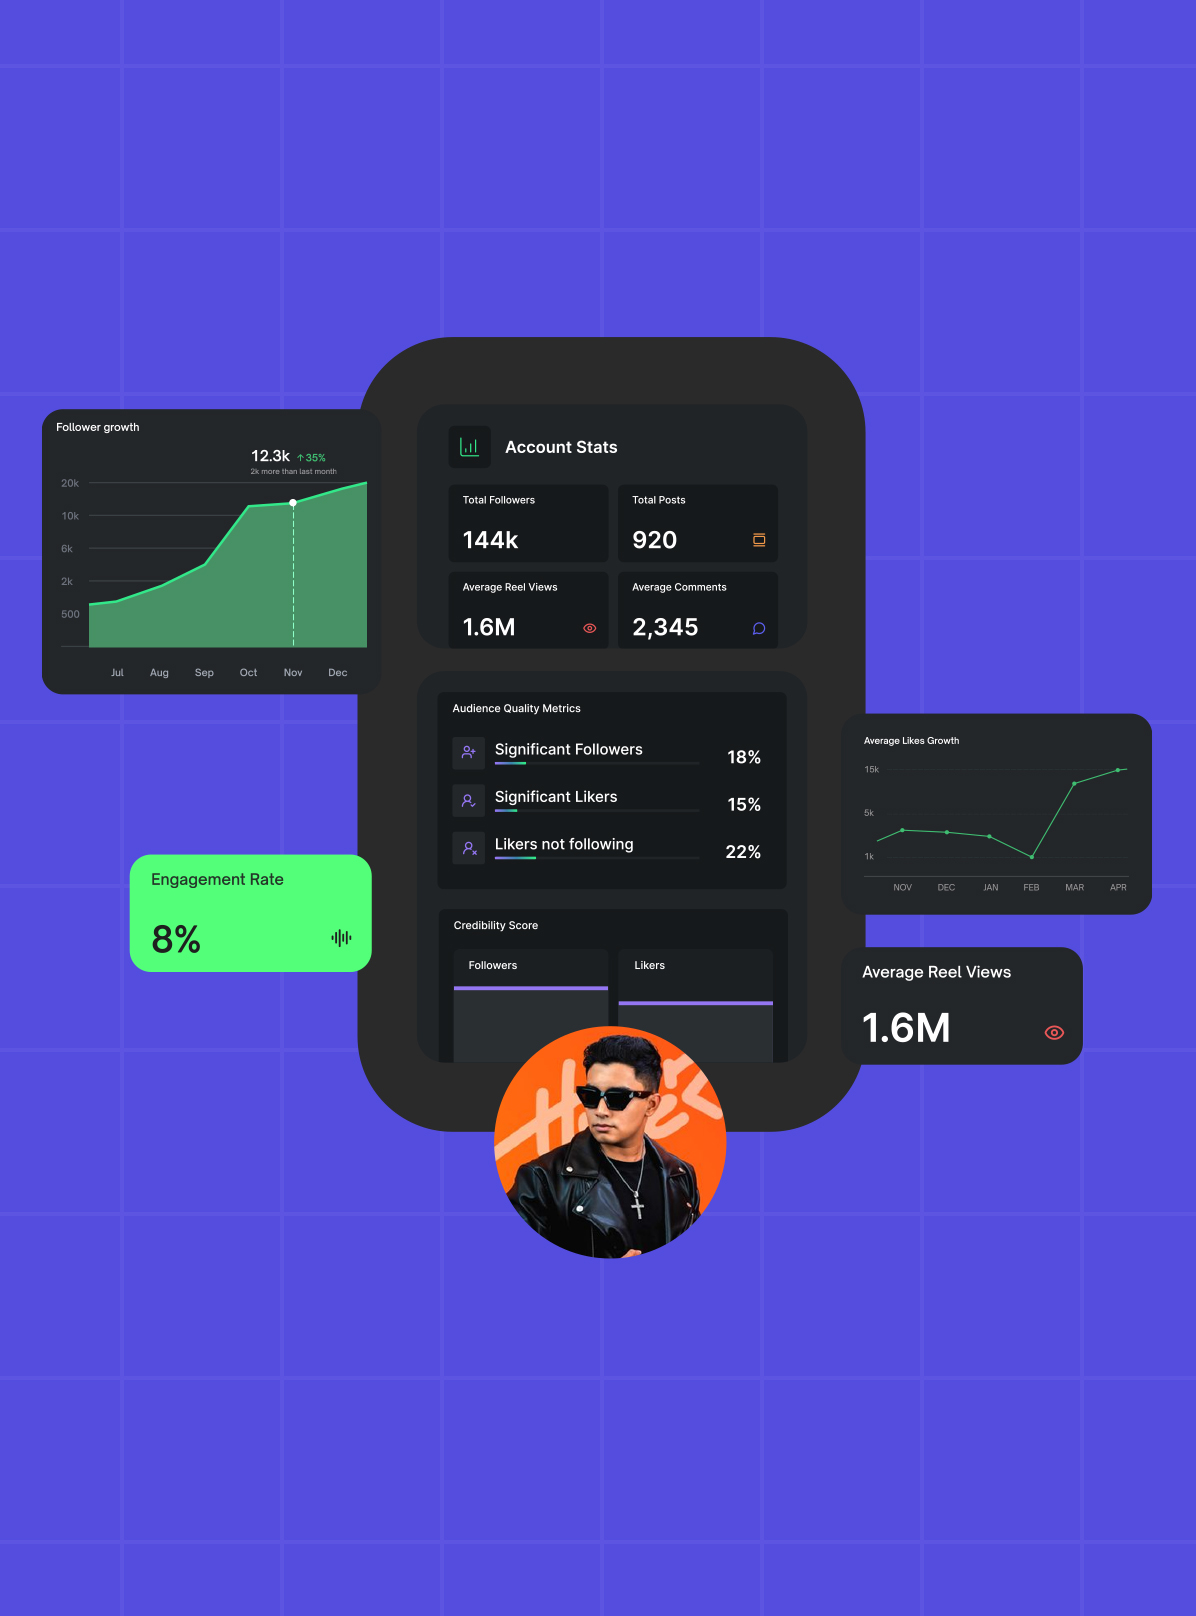 Follower growth
12.3k ↑35%
2k more than last month
20k
10k
6k
2k
500
Jul Aug Sep Oct Nov Dec
Account Stats
Total Followers
144k
Total Posts
920
Average Reel Views
1.6M
Average Comments
2,345
Audience Quality Metrics
Significant Followers 18%
Significant Likers 15%
Likers not following 22%
Credibility Score
Followers
Likers
Average Likes Growth
15k
5k
1k
NOV DEC JAN FEB MAR APR
Engagement Rate
8%
Average Reel Views
1.6M